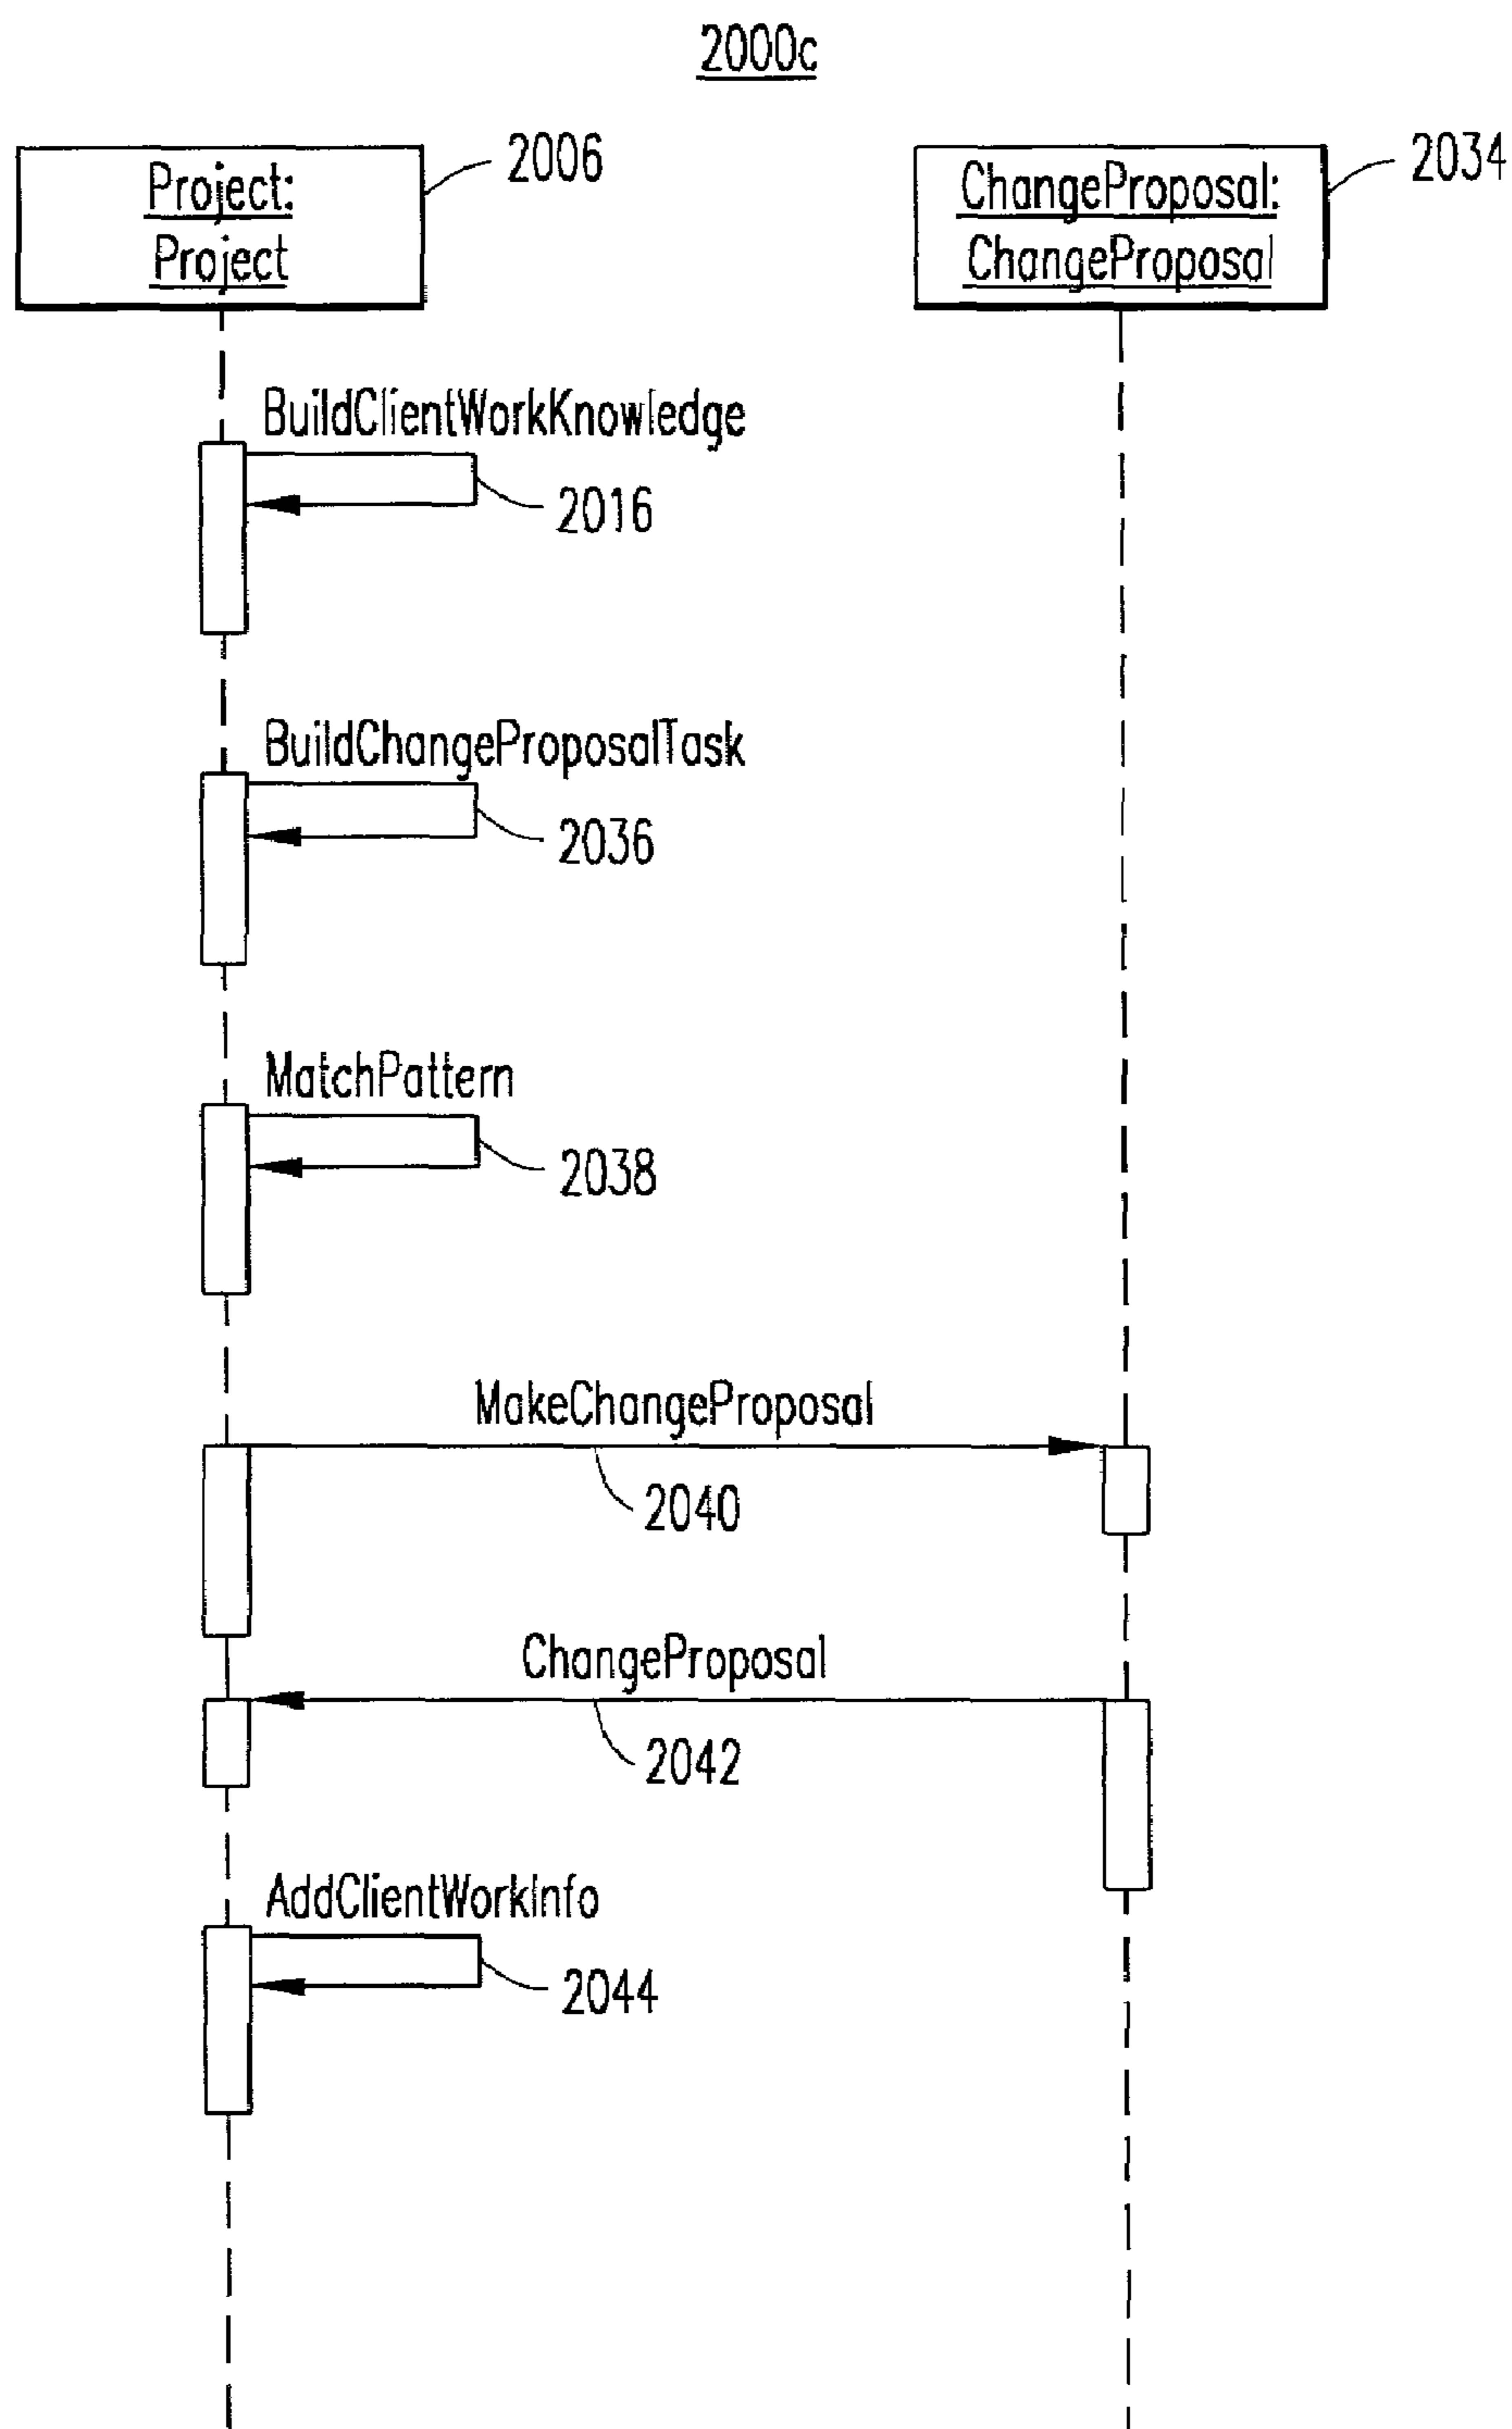 2000c
Project:
Project
2006
ChangeProposal:
ChangeProposal
2034
BuildClientWorkKnowledge
2016
BuildChangeProposalTask
2036
MatchPattern
2038
MakeChangeProposal
2040
ChangeProposal
2042
AddClientWorkInfo
2044